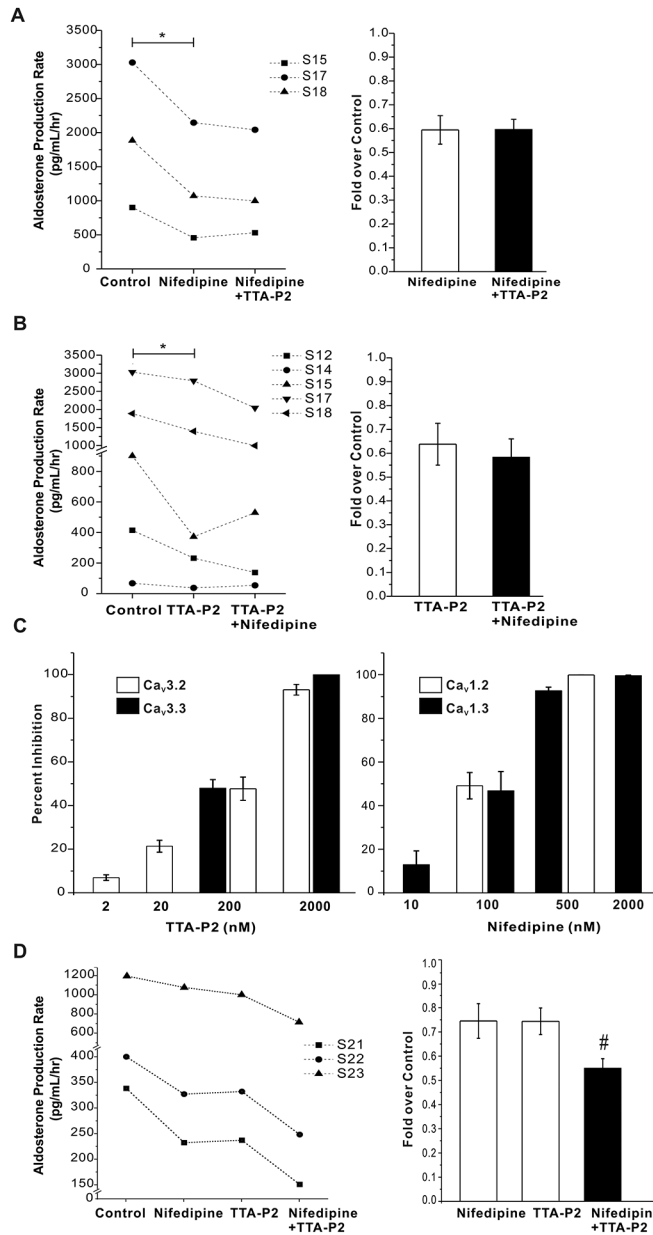 A
Aldosterone Production Rate
(pg/mL/hr)
3500
3000
2500
2000
1500
1000
500
0
*
S15
S17
S18
Control Nifedipine Nifedipine
+TTA-P2
Fold over Control
1.0
0.9
0.8
0.7
0.6
0.5
0.4
0.3
0.2
0.1
0.0
Nifedipine Nifedipine
+TTA-P2
B
Aldosterone Production Rate
(pg/mL/hr)
3500
3000
2500
2000
1500
1000
800
600
400
200
0
*
S12
S14
S15
S17
S18
Control TTA-P2 TTA-P2
+Nifedipine
Fold over Control
1.0
0.9
0.8
0.7
0.6
0.5
0.4
0.3
0.2
0.1
0.0
TTA-P2 TTA-P2
+Nifedipine
C
Percent Inhibition
100
80
60
40
20
0
Cav3.2
Cav3.3
2 20 200 2000
TTA-P2 (nM)
100
80
60
40
20
0
Cav1.2
Cav1.3
10 100 500 2000
Nifedipine (nM)
D
Aldosterone Production Rate
(pg/mL/hr)
1200
1000
800
600
400
350
300
250
200
150
0
S21
S22
S23
Control Nifedipine TTA-P2 Nifedipine
+TTA-P2
Fold over Control
1.0
0.9
0.8
0.7
0.6
0.5
0.4
0.3
0.2
0.1
0.0
#
Nifedipine TTA-P2 Nifedipin
+TTA-P2